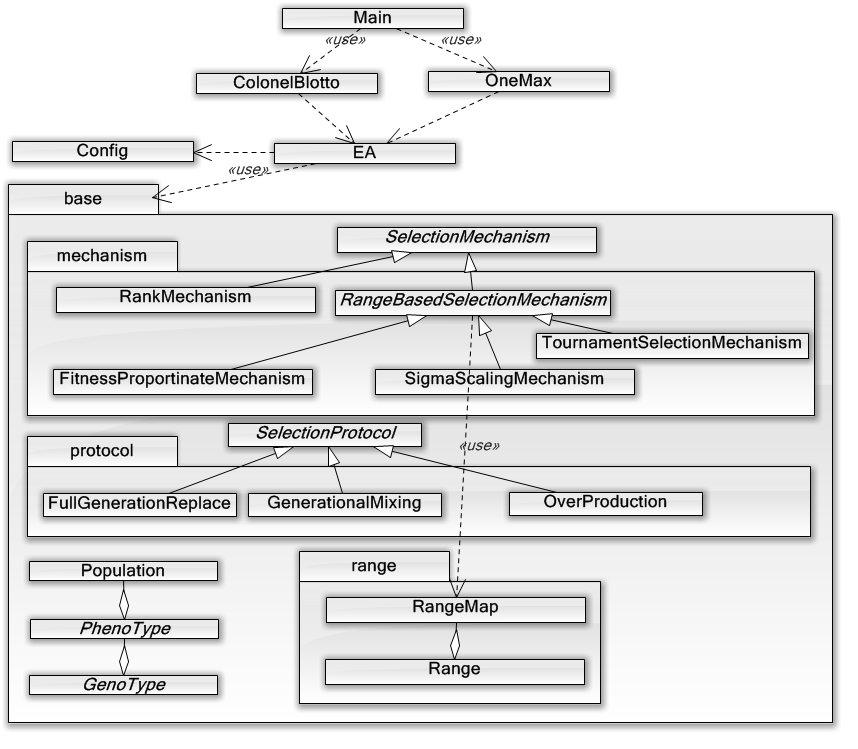 Main
«use»
«use»
ColonelBlotto
OneMax
Config
EA
«use»
base
SelectionMechanism
mechanism
RankMechanism
RangeBasedSelectionMechanism
TournamentSelectionMechanism
FitnessProportinateMechanism
SigmaScalingMechanism
SelectionProtocol
protocol
«use»
FullGenerationReplace
GenerationalMixing
OverProduction
Population
range
PhenoType
RangeMap
GenoType
Range